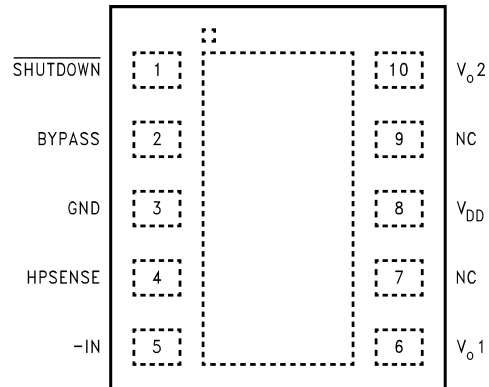 SHUTDOWN 1 10 Vo2
BYPASS 2 9 NC
GND 3 8 VDD
HPSENSE 4 7 NC
-IN 5 6 Vo1